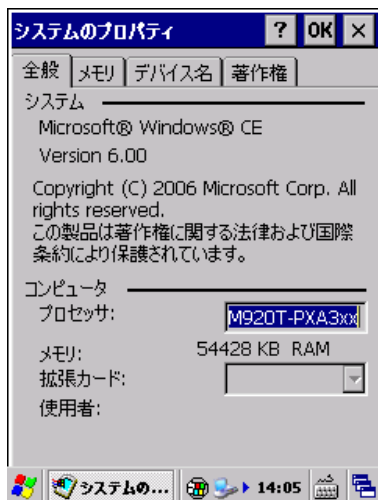 システムのプロパティ ? OK ×
全般 メモリ デバイス名 著作権
システム
Microsoft® Windows® CE
Version 6.00
Copyright (C) 2006 Microsoft Corp. All
rights reserved.
この製品は著作権に関する法律および国際
条約により保護されています。
コンピュータ
プロセッサ: M920T-PXA3xx
メモリ: 54428 KB RAM
拡張カード:
使用者:
システムの... 14:05